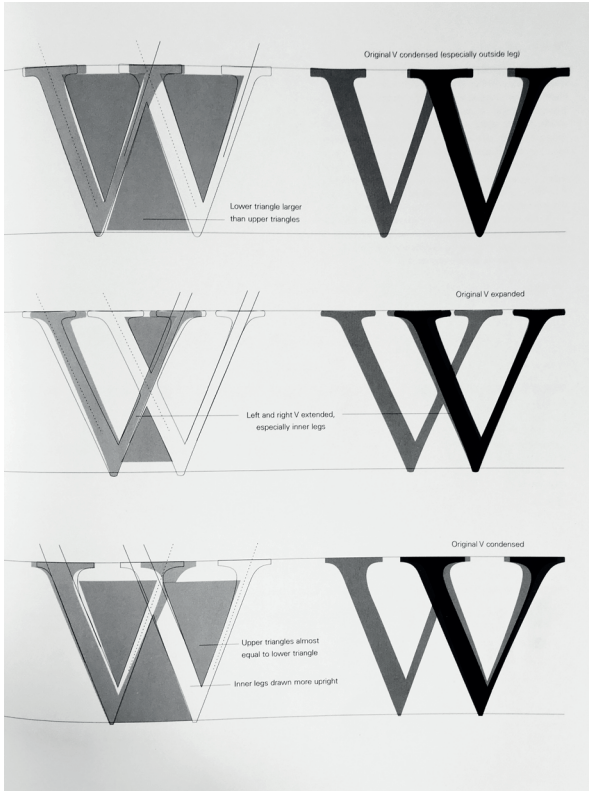 Original V condensed (especially outside leg)
Lower triangle larger
than upper triangles
Original V expanded
Left and right V extended,
especially inner legs
Original V condensed
Upper triangles almost
equal to lower triangle
Inner legs drawn more upright